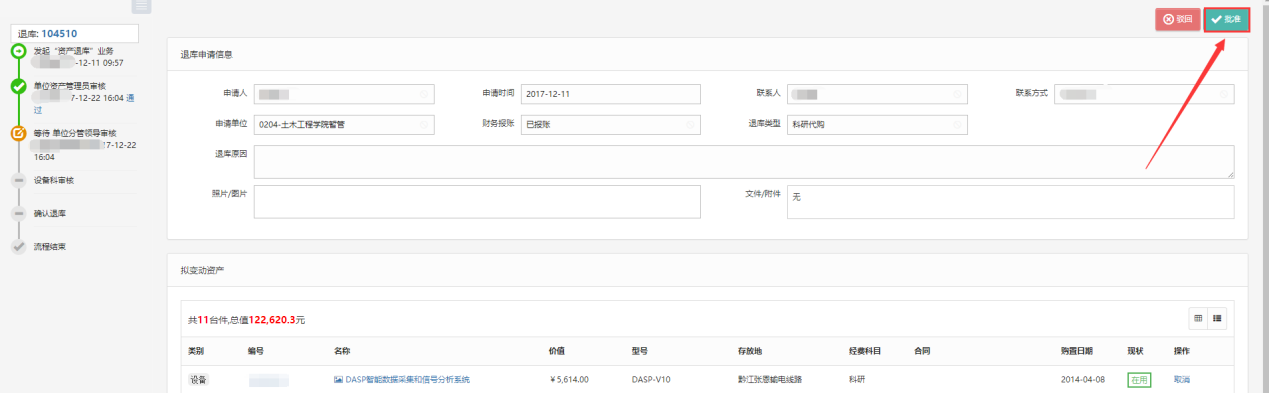 驳回 批准
退库: 104510
发起“资产退库”业务
-12-11 09:57
单位资产管理员审核
7-12-22 16:04 通
过
等待 单位分管领导审核
17-12-22
16:04
设备科审核
确认退库
流程结束
退库申请信息
申请人 申请时间 2017-12-11 联系人 联系方式
申请单位 0204-土木工程学院暂管 财务报账 已报账 退库类型 科研代购
退库原因
照片/图片 文件/附件 无
拟变动资产
共11台件,总值122,620.3元
类别 编号 名称 价值 型号 存放地 经费科目 合同 购置日期 现状 操作
设备 DASP智能数据采集和信号分析系统 ¥5,614.00 DASP-V10 黔江张恩输电线路 科研 2014-04-08 在用 取消